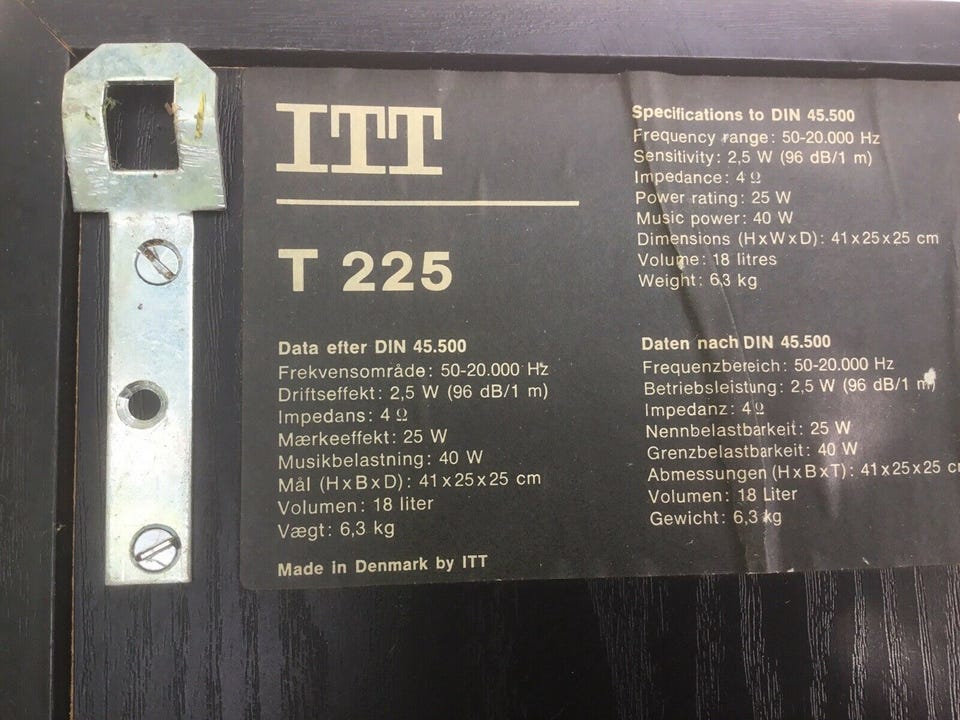 ITT
T 225
Data efter DIN 45.500
Frekvensområde: 50-20.000 Hz
Driftseffekt: 2,5 W (96 dB/1 m)
Impedans: 4 Ω
Mærkeeffekt: 25 W
Musikbelastning: 40 W
Mål (HxBxD): 41x25x25 cm
Volumen: 18 liter
Vægt: 6,3 kg
Made in Denmark by ITT
Specifications to DIN 45.500
Frequency range: 50-20.000 Hz
Sensitivity: 2,5 W (96 dB/1 m)
Impedance: 4 Ω
Power rating: 25 W
Music power: 40 W
Dimensions (HxWxD): 41x25x25 cm
Volume: 18 litres
Weight: 6,3 kg
Daten nach DIN 45.500
Frequenzbereich: 50-20.000 Hz
Betriebsleistung: 2,5 W (96 dB/1 m)
Impedanz: 4 Ω
Nennbelastbarkeit: 25 W
Grenzbelastbarkeit: 40 W
Abmessungen (HxBxT): 41x25x25 cm
Volumen: 18 Liter
Gewicht: 6,3 kg